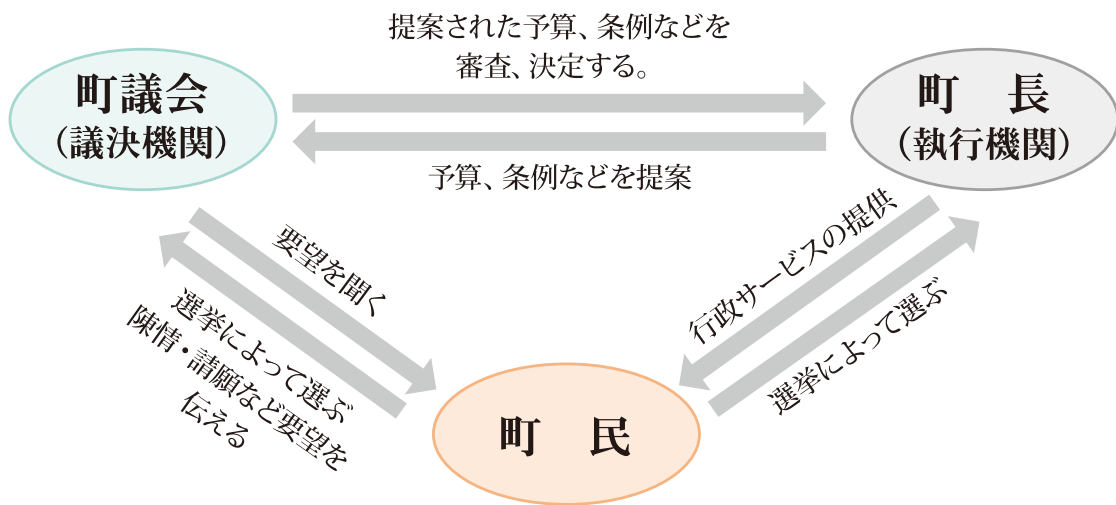 提案された予算、条例などを
審査、決定する。
町議会
（議決機関）
町　長
（執行機関）
予算、条例などを提案
要望を聞く
選挙によって選ぶ
陳情・請願など要望を
伝える
行政サービスの提供
選挙によって選ぶ
町　民